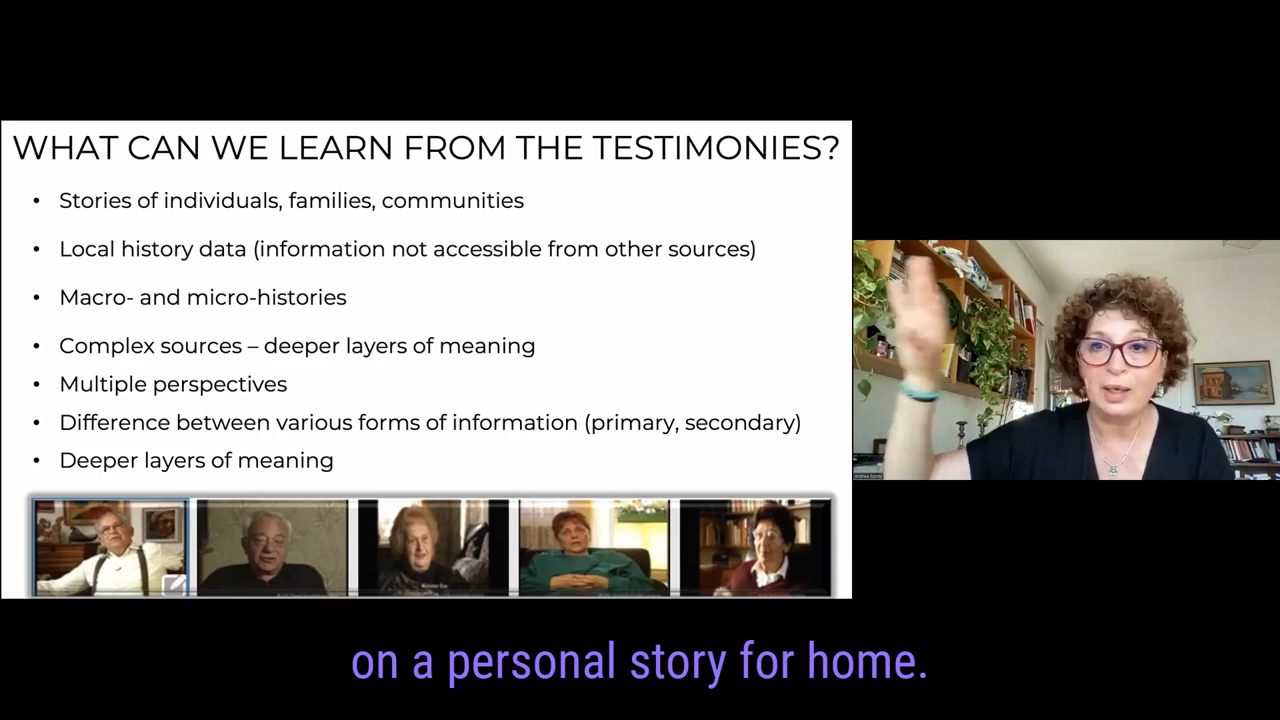 WHAT CAN WE LEARN FROM THE TESTIMONIES?
• Stories of individuals, families, communities
• Local history data (information not accessible from other sources)
• Macro- and micro-histories
• Complex sources – deeper layers of meaning
• Multiple perspectives
• Difference between various forms of information (primary, secondary)
• Deeper layers of meaning
on a personal story for home.